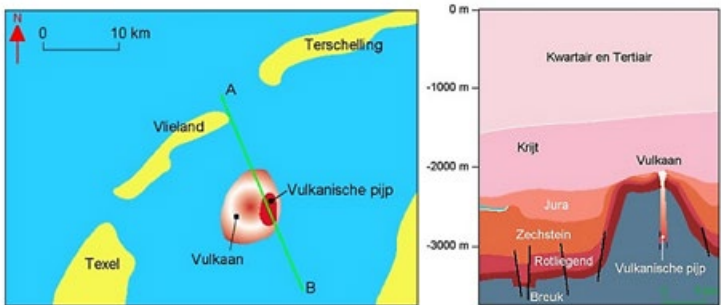 N
0 10 km
Terschelling
A
Vlieland
Vulkanische pijp
Vulkaan
Texel
B
0 m
-1000 m
-2000 m
-3000 m
Kwartair en Tertiair
Krijt
Vulkaan
Jura
Zechstein
Rotliegend
Vulkanische pijp
Breuk